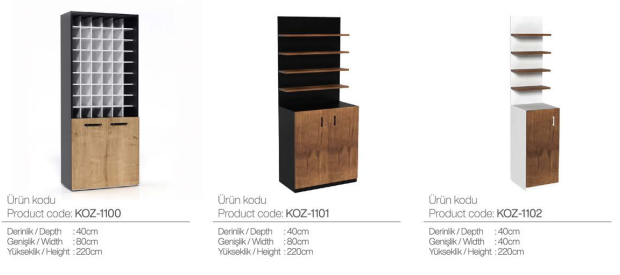 Ürün kodu
Product code: KOZ-1100
Derinlik / Depth : 40cm
Genişlik / Width : 80cm
Yükseklik / Height : 220cm
Ürün kodu
Product code: KOZ-1101
Derinlik / Depth : 40cm
Genişlik / Width : 80cm
Yükseklik / Height : 220cm
Ürün kodu
Product code: KOZ-1102
Derinlik / Depth : 40cm
Genişlik / Width : 40cm
Yükseklik / Height : 220cm